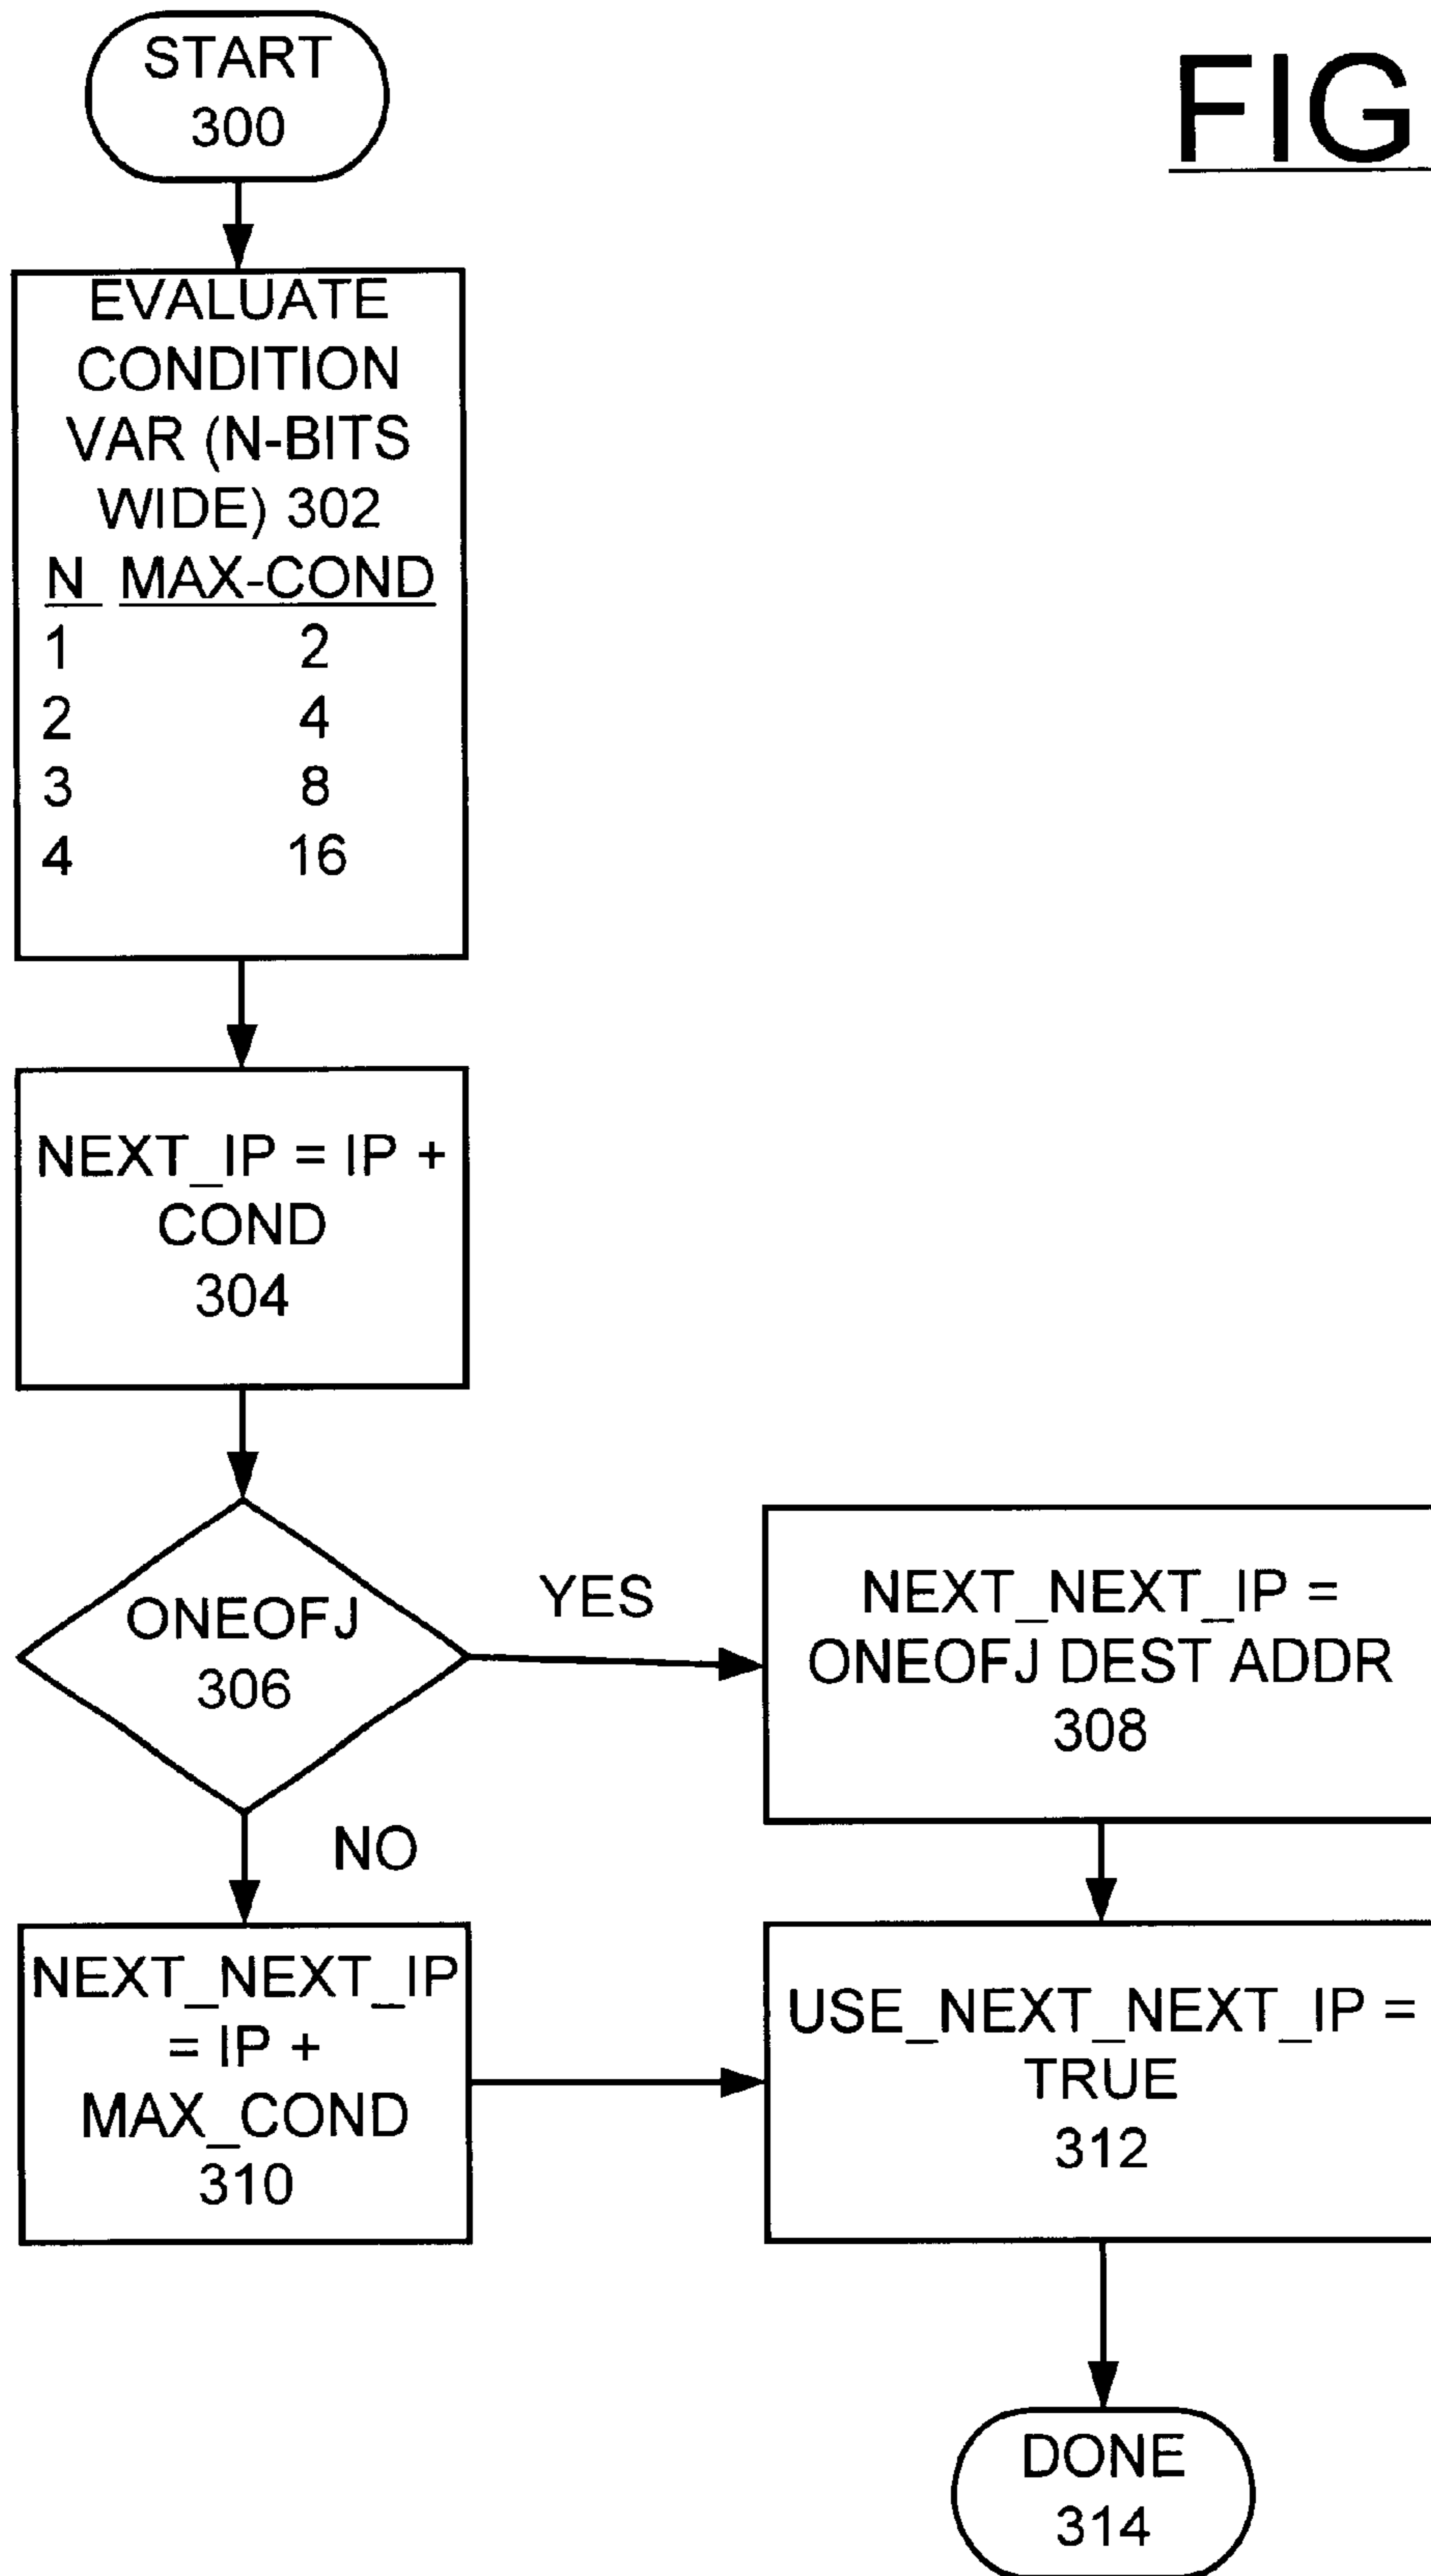 START
300
FIG
EVALUATE
CONDITION
VAR (N-BITS
WIDE) 302
N MAX-COND
1 2
2 4
3 8
4 16
NEXT_IP = IP +
COND
304
ONEOFJ
306
YES
NEXT_NEXT_IP =
ONEOFJ DEST ADDR
308
NO
NEXT_NEXT_IP
= IP +
MAX_COND
310
USE_NEXT_NEXT_IP =
TRUE
312
DONE
314